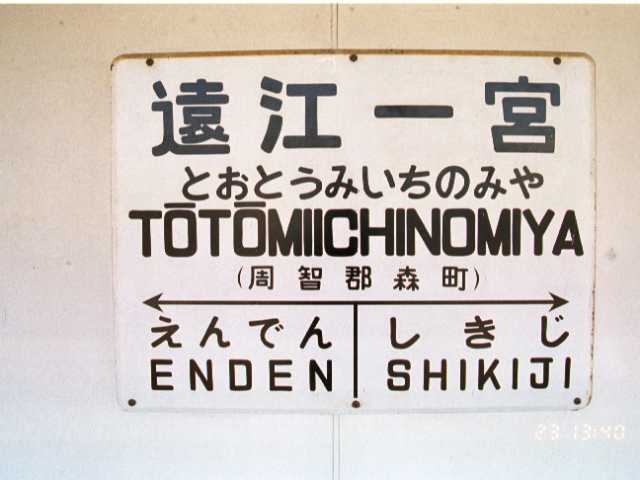 遠江一宮
とおとうみいちのみや
TŌTŌMIICHINOMIYA
(周智郡森町)
えんでん しきじ
ENDEN SHIKIJI
23 13:40